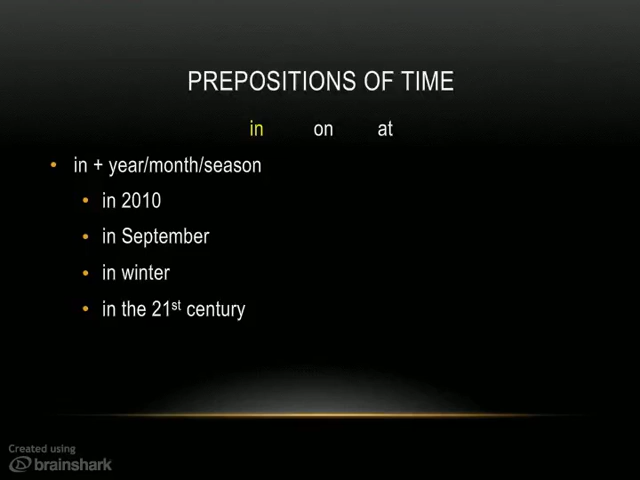 PREPOSITIONS OF TIME
in on at
• in + year/month/season
• in 2010
• in September
• in winter
• in the 21st century
Created using
brainshark